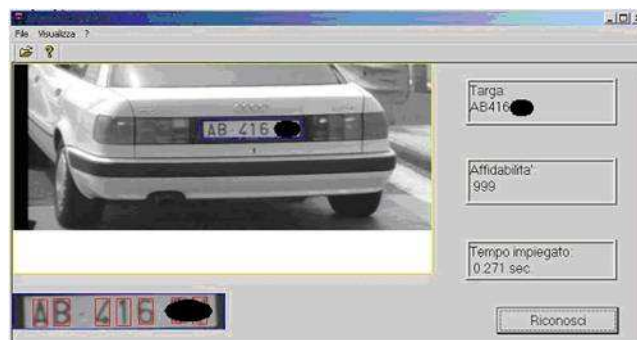 File Visualizza ?
AB 416
Targa:
AB416
Affidabilita':
999
Tempo impiegato:
0.271 sec.
AB 416
Riconosci